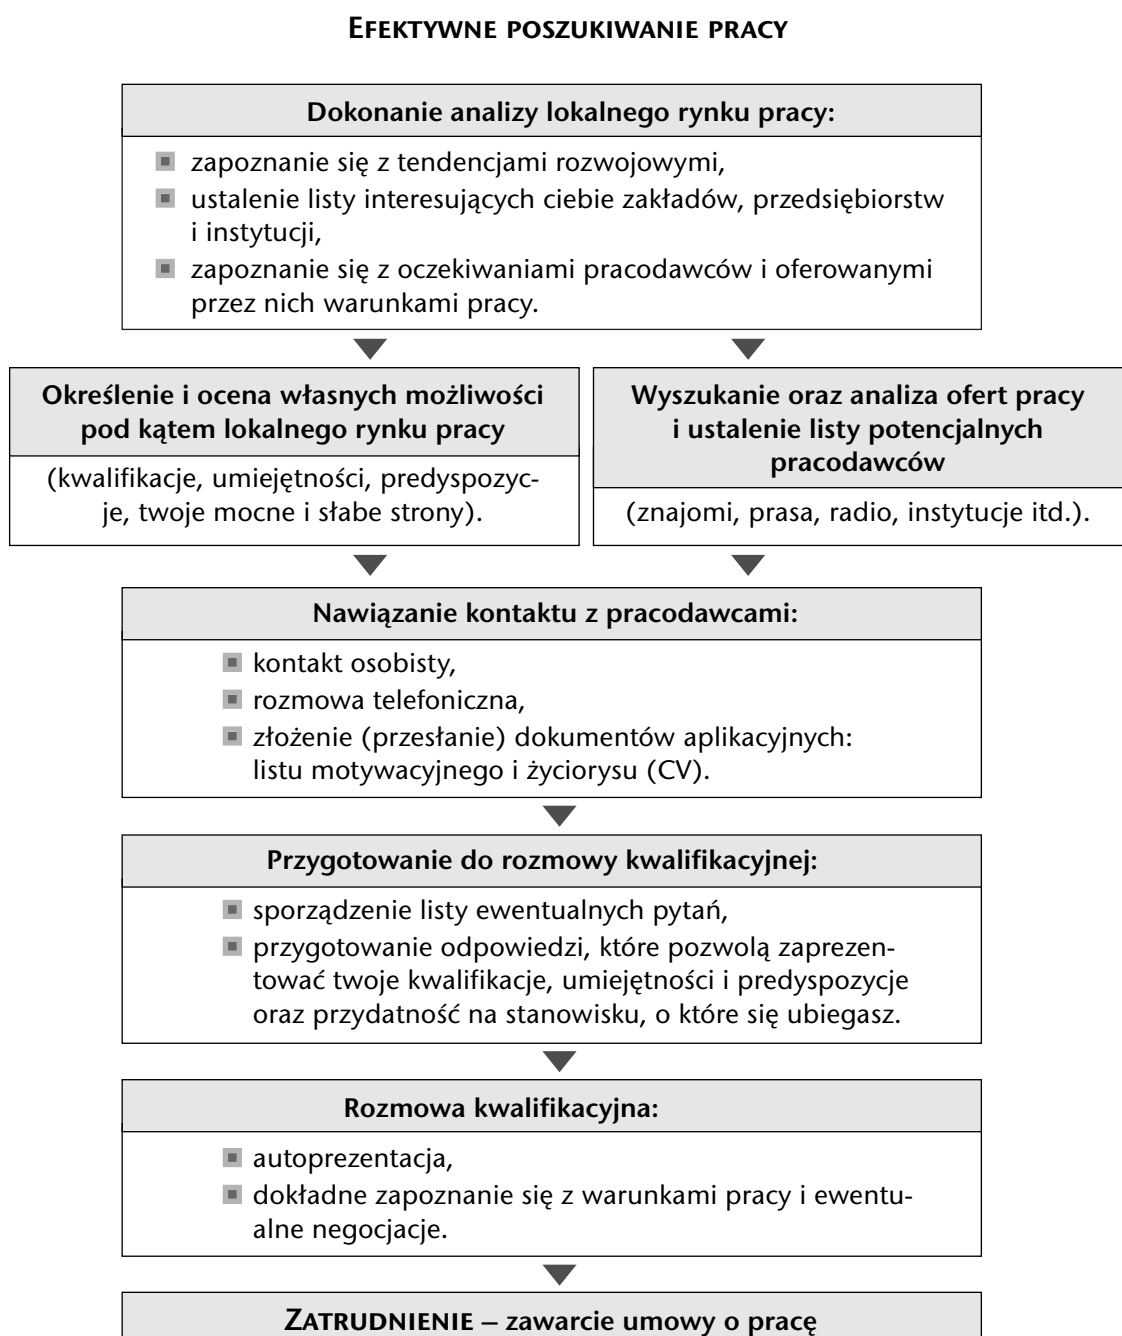 EFEKTYWNE POSZUKIWANIE PRACY
Dokonanie analizy lokalnego rynku pracy:
zapoznanie się z tendencjami rozwojowymi,
ustalenie listy interesujących ciebie zakładów, przedsiębiorstw
i instytucji,
zapoznanie się z oczekiwaniami pracodawców i oferowanymi
przez nich warunkami pracy.
Określenie i ocena własnych możliwości
pod kątem lokalnego rynku pracy
(kwalifikacje, umiejętności, predyspozyc-
je, twoje mocne i słabe strony).
Wyszukanie oraz analiza ofert pracy
i ustalenie listy potencjalnych
pracodawców
(znajomi, prasa, radio, instytucje itd.).
Nawiązanie kontaktu z pracodawcami:
kontakt osobisty,
rozmowa telefoniczna,
złożenie (przesłanie) dokumentów aplikacyjnych:
listu motywacyjnego i życiorysu (CV).
Przygotowanie do rozmowy kwalifikacyjnej:
sporządzenie listy ewentualnych pytań,
przygotowanie odpowiedzi, które pozwolą zaprezen-
tować twoje kwalifikacje, umiejętności i predyspozycje
oraz przydatność na stanowisku, o które się ubiegasz.
Rozmowa kwalifikacyjna:
autoprezentacja,
dokładne zapoznanie się z warunkami pracy i ewentu-
alne negocjacje.
ZATRUDNIENIE – zawarcie umowy o pracę